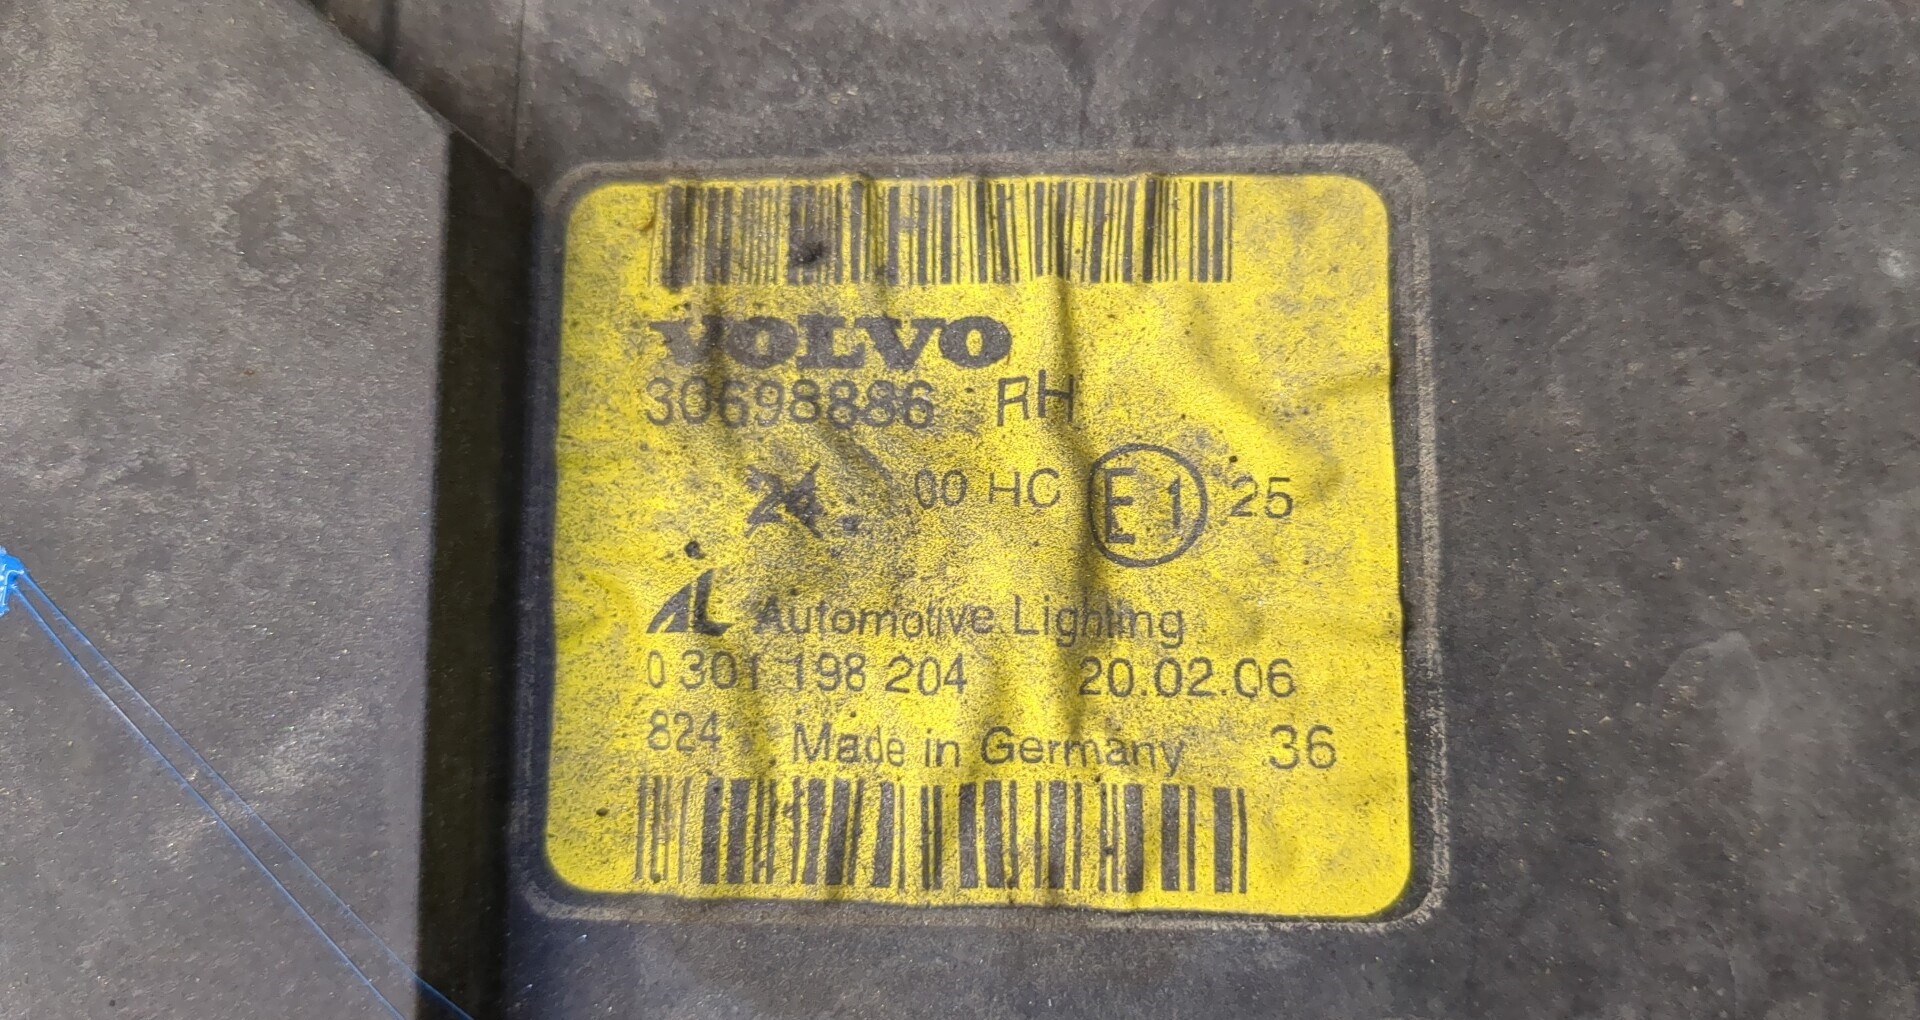 VOLVO
30698886 RH
24 00 HC E1 25
AL Automotive Lighting
0 301 198 204 20.02.06
824 Made in Germany 36